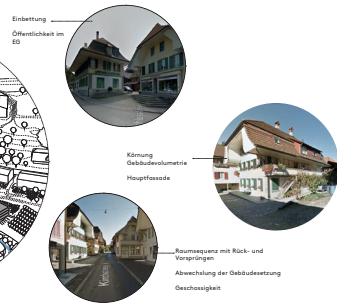 Einbettung
Öffentlichkeit im
EG
Körnung
Gebäudevolumetrie
Hauptfassade
Raumsequenz mit Rück- und
Vorsprüngen
Abwechslung der Gebäudesetzung
Geschossigkeit